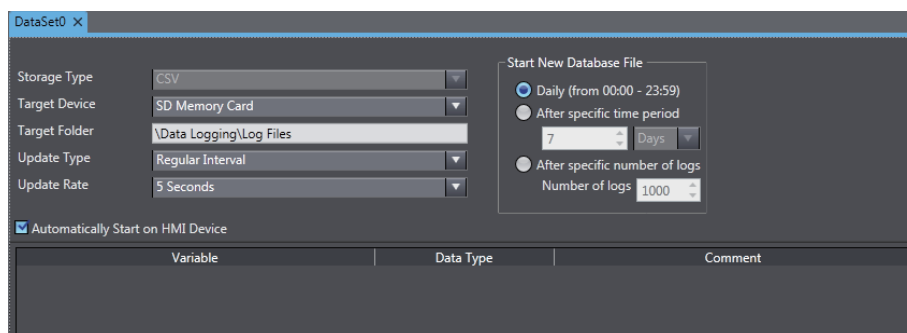 DataSet0 ×
Storage Type
CSV
Target Device
SD Memory Card
Target Folder
\Data Logging\Log Files
Update Type
Regular Interval
Update Rate
5 Seconds
Automatically Start on HMI Device
Start New Database File
Daily (from 00:00 - 23:59)
After specific time period
7 Days
After specific number of logs
Number of logs 1000
Variable Data Type Comment